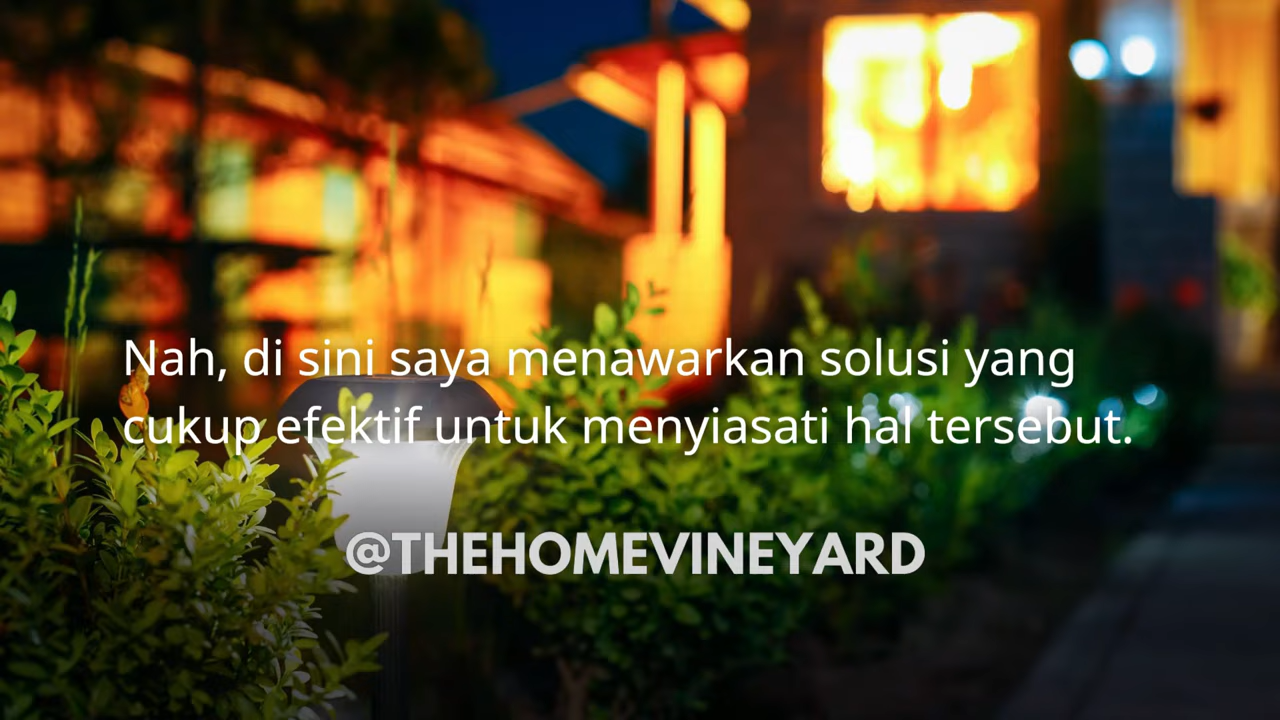 Nah, di sini saya menawarkan solusi yang
cukup efektif untuk menyiasati hal tersebut.
@THEHOMEVINEYARD